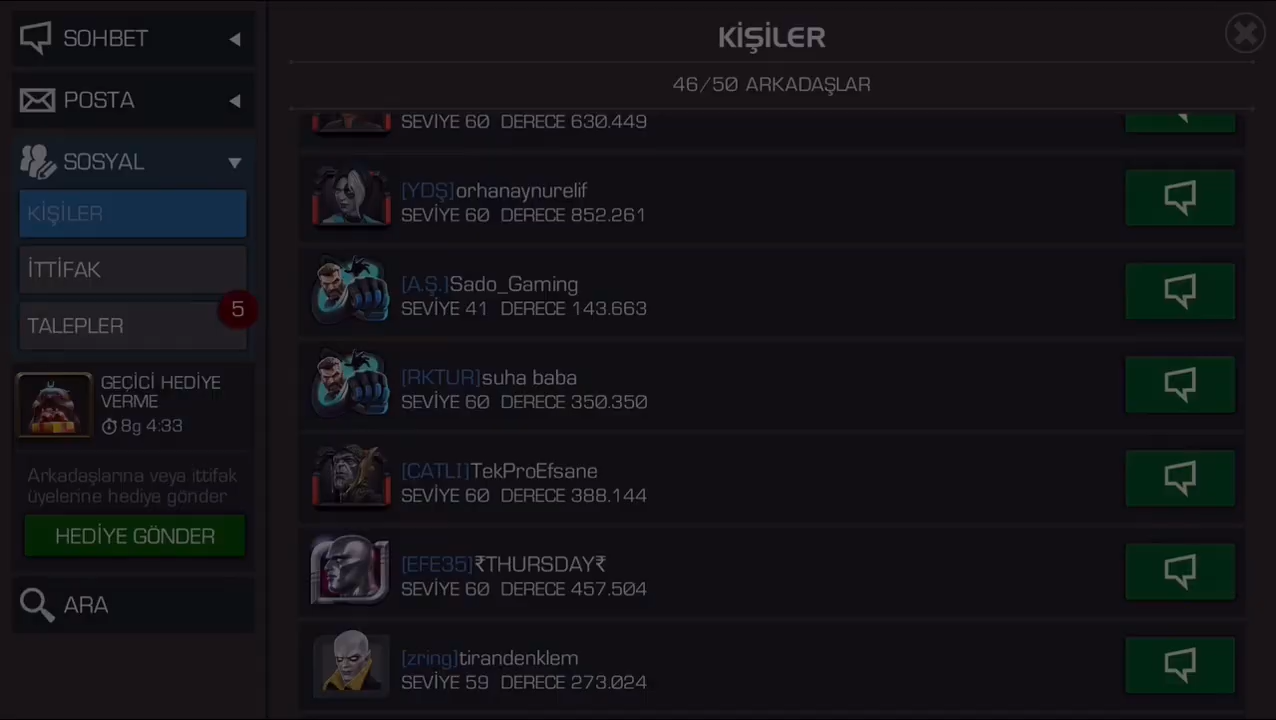 SOHBET
POSTA
SOSYAL
KİŞİLER
İTTİFAK
TALEPLER
5
GEÇİCİ HEDİYE
VERME
8g 4:33
Arkadaşlarına veya ittifak
üyelerine hediye gönder
HEDİYE GÖNDER
ARA
KİŞİLER
46/50 ARKADAŞLAR
SEVİYE 60 DERECE 630.449
[YDŞ]orhanaynurelif
SEVİYE 60 DERECE 852.261
[A.Ş.]Sado_Gaming
SEVİYE 41 DERECE 143.663
[RKTUR]suha baba
SEVİYE 60 DERECE 350.350
[CATLI]TekProEfsane
SEVİYE 60 DERECE 388.144
[EFE35]₹THURSDAY₹
SEVİYE 60 DERECE 457.504
[zring]tirandenklem
SEVİYE 59 DERECE 273.024